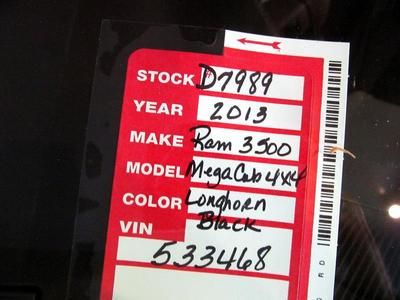 STOCK D7989
YEAR 2013
MAKE Ram 3500
MODEL MegaCab 4x4
COLOR Longhorn
Black
VIN
533468